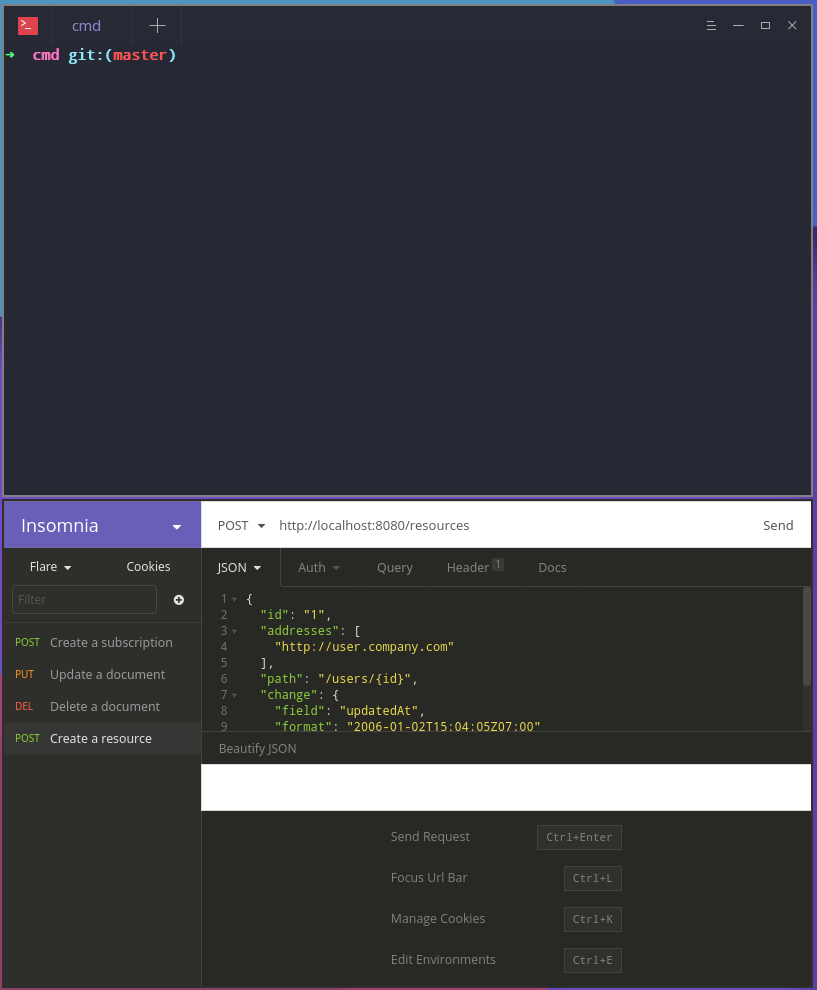 >_ cmd
➜ cmd git:(master)
Insomnia
POST http://localhost:8080/resources Send
Flare Cookies
JSON Auth Query Header 1 Docs
Filter
POST Create a subscription
PUT Update a document
DEL Delete a document
POST Create a resource
1 {
2 "id": "1",
3 "addresses": [
4 "http://user.company.com"
5 ],
6 "path": "/users/{id}",
7 "change": {
8 "field": "updatedAt",
9 "format": "2006-01-02T15:04:05Z07:00"
Beautify JSON
Send Request Ctrl+Enter
Focus Url Bar Ctrl+L
Manage Cookies Ctrl+K
Edit Environments Ctrl+E